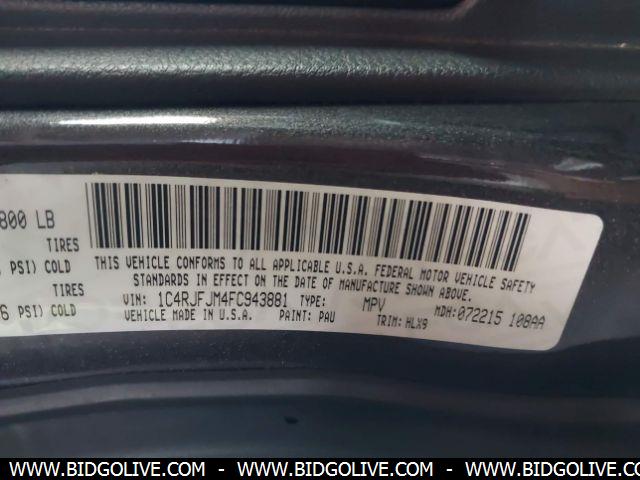 800 LB
TIRES
PSI) COLD
TIRES
6 PSI) COLD
THIS VEHICLE CONFORMS TO ALL APPLICABLE U.S.A. FEDERAL MOTOR VEHICLE SAFETY
STANDARDS IN EFFECT ON THE DATE OF MANUFACTURE SHOWN ABOVE.
VIN: 1C4RJFJM4FC943881 TYPE: MPV MDH:072215 108AA
VEHICLE MADE IN U.S.A. PAINT: PAU TRIM: HLX9
WWW.BIDGOLIVE.COM - WWW.BIDGOLIVE.COM - WWW.BIDGOLIVE.COM